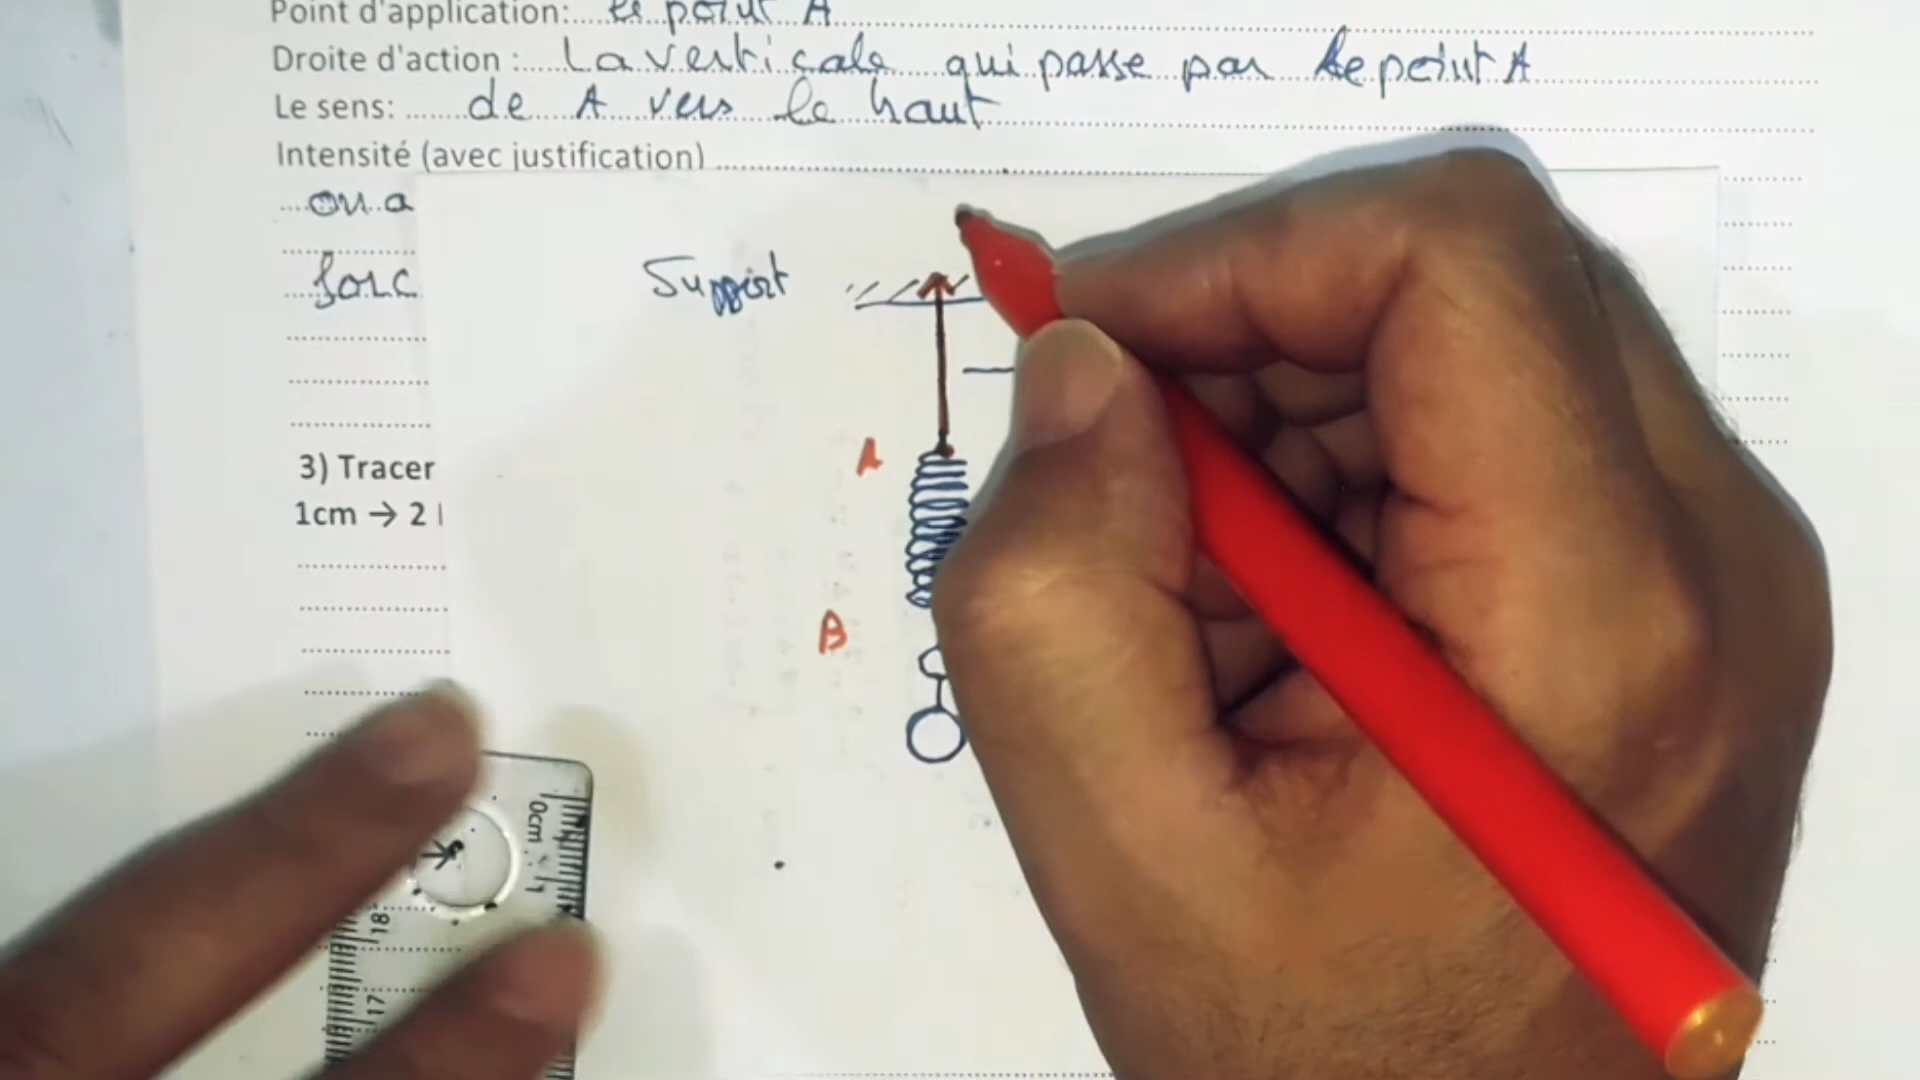 Point d'application: le point A
Droite d'action : La verticale qui passe par le point A
Le sens: de A vers le haut
Intensité (avec justification)
on a
forc
Support
A
3) Tracer
1cm → 2
B
0cm 1
18
17